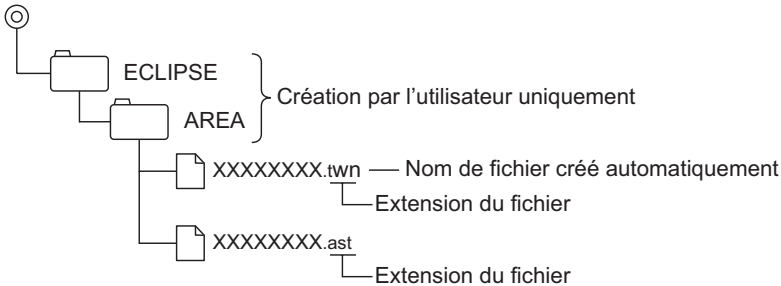 ECLIPSE
Création par l'utilisateur uniquement
AREA
XXXXXXXX.twn — Nom de fichier créé automatiquement
Extension du fichier
XXXXXXXX.ast
Extension du fichier